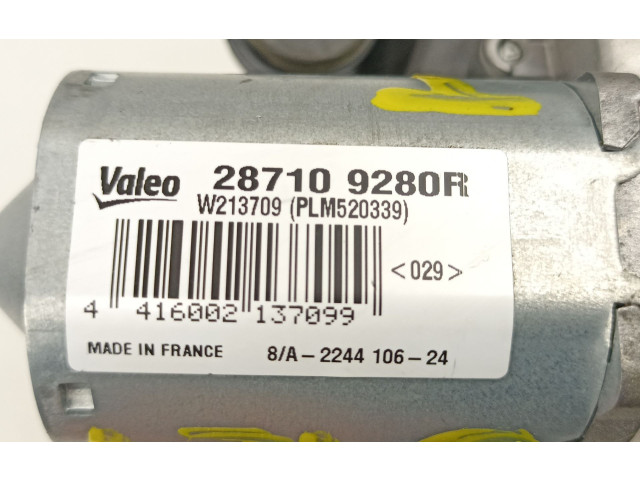 Valeo 28710 9280R
W213709 (PLM520339)
<029>
4 416002 137099
MADE IN FRANCE 8/A-2244 106-24